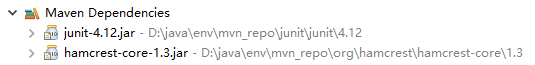 Maven Dependencies
junit-4.12.jar - D:\java\env\mvn_repo\junit\junit\4.12
hamcrest-core-1.3.jar - D:\java\env\mvn_repo\org\hamcrest\hamcrest-core\1.3